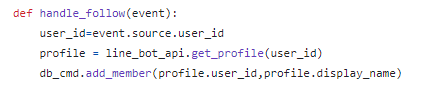 def handle_follow(event):
    user_id=event.source.user_id
    profile = line_bot_api.get_profile(user_id)
    db_cmd.add_member(profile.user_id,profile.display_name)